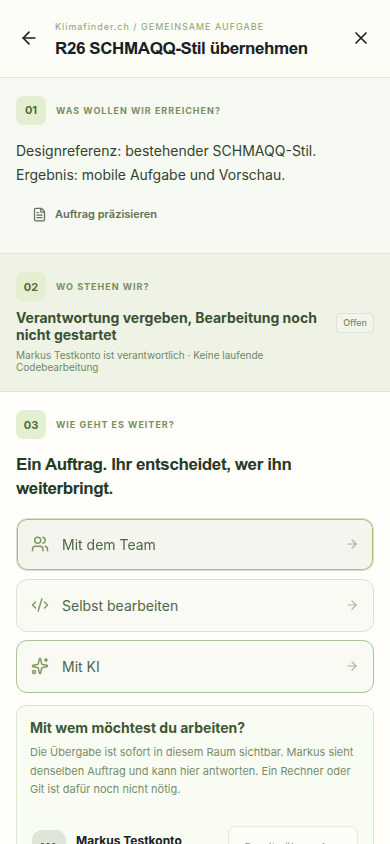 Klimafinder.ch / GEMEINSAME AUFGABE
R26 SCHMAQQ-Stil übernehmen
01 WAS WOLLEN WIR ERREICHEN?
Designreferenz: bestehender SCHMAQQ-Stil.
Ergebnis: mobile Aufgabe und Vorschau.
Auftrag präzisieren
02 WO STEHEN WIR?
Verantwortung vergeben, Bearbeitung noch
nicht gestartet
Offen
Markus Testkonto ist verantwortlich · Keine laufende
Codebearbeitung
03 WIE GEHT ES WEITER?
Ein Auftrag. Ihr entscheidet, wer ihn
weiterbringt.
Mit dem Team
Selbst bearbeiten
Mit KI
Mit wem möchtest du arbeiten?
Die Übergabe ist sofort in diesem Raum sichtbar. Markus sieht
denselben Auftrag und kann hier antworten. Ein Rechner oder
Git ist dafür noch nicht nötig.
Markus Testkonto